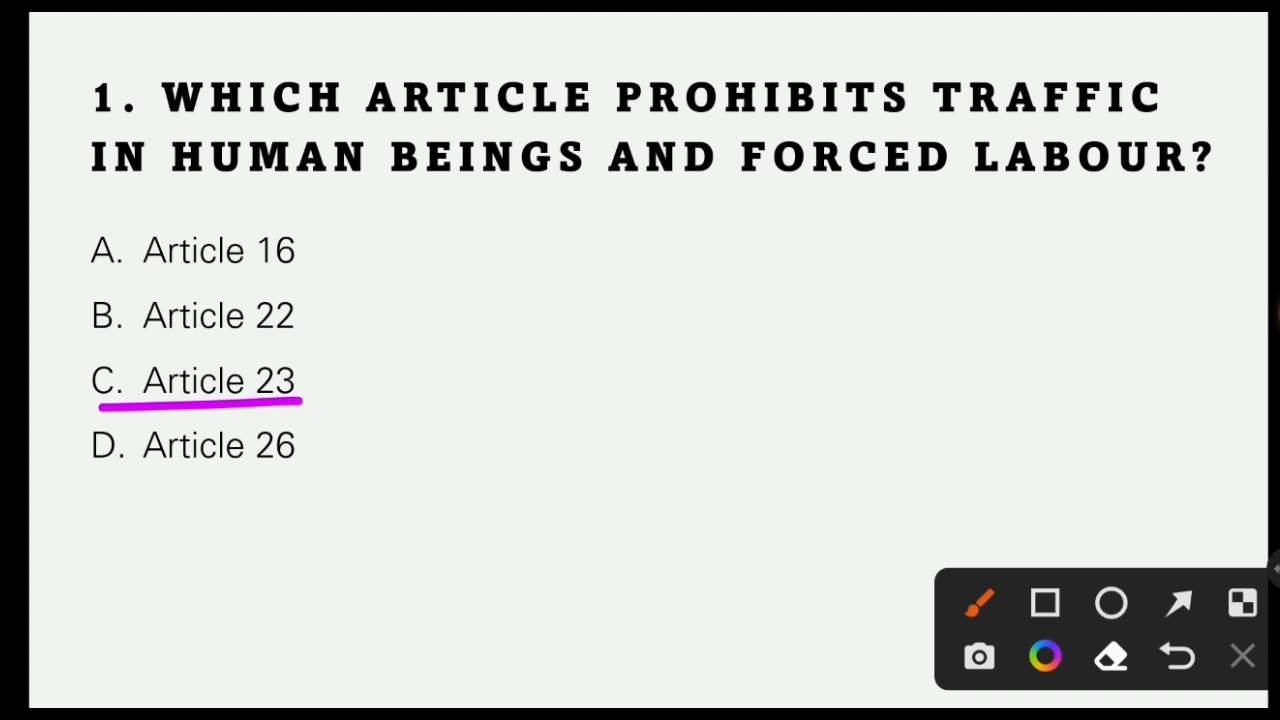 1. WHICH ARTICLE PROHIBITS TRAFFIC
IN HUMAN BEINGS AND FORCED LABOUR?
A. Article 16
B. Article 22
C. Article 23
D. Article 26